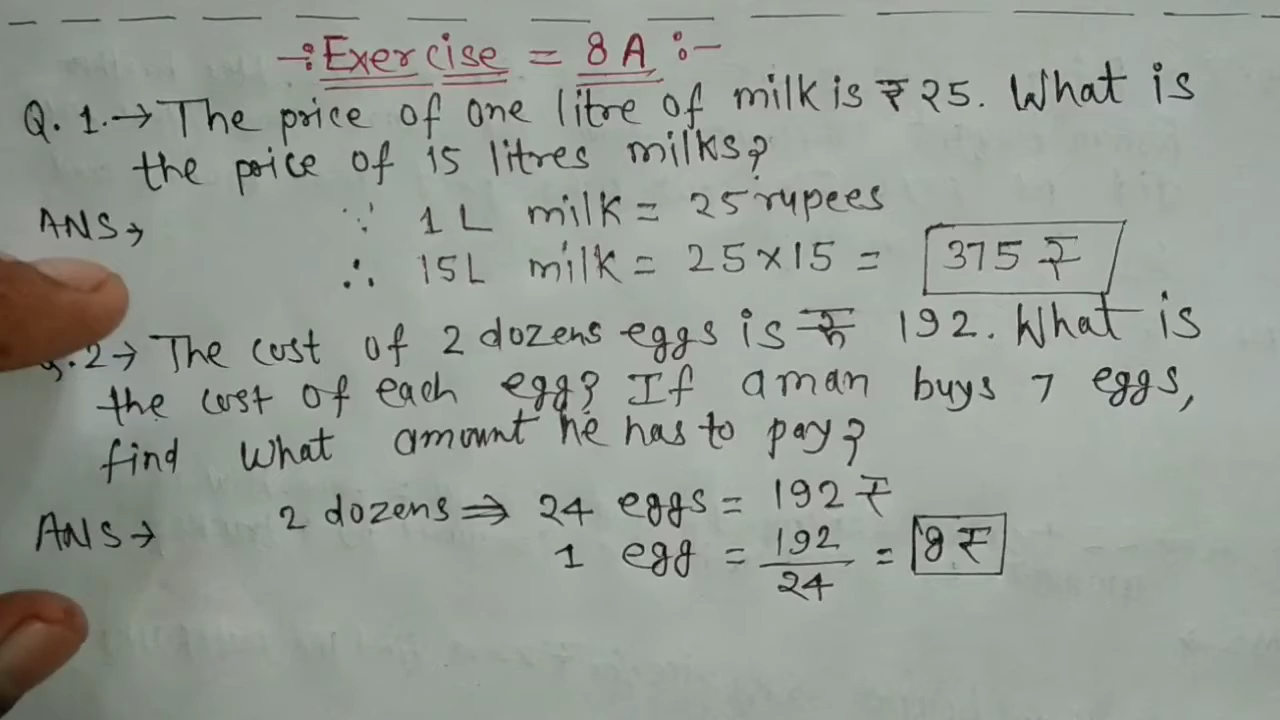 -:Exercise = 8A :-
Q. 1.→ The price of one litre of milk is ₹ 25. What is
the price of 15 litres milks?
ANS→
∵ 1 L milk = 25 rupees
∴ 15L milk = 25×15 = 375 ₹
.2→ The cost of 2 dozens eggs is ₹ 192. What is
the cost of each egg? If aman buys 7 eggs,
find what amount he has to pay?
ANS→ 2 dozens ⇒ 24 eggs = 192 ₹
1 egg = 192/24 = 8 ₹